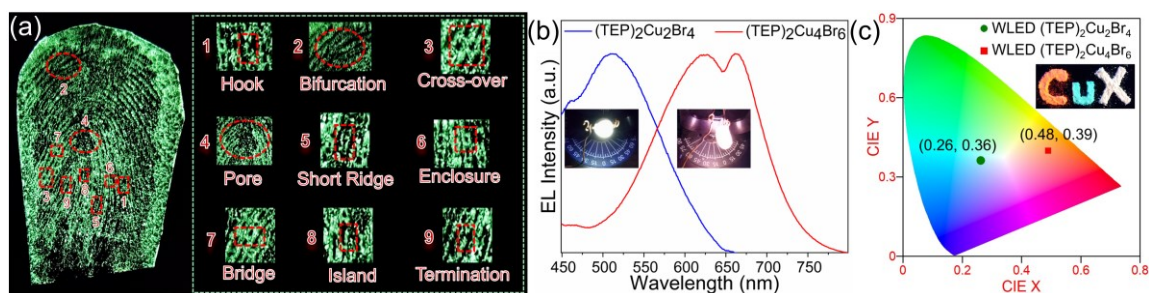 (a)
2
4
7
3
9
8
6
1
5
1
Hook
2
Bifurcation
3
Cross-over
4
Pore
5
Short Ridge
6
Enclosure
7
Bridge
8
Island
9
Termination
(b)
(TEP)₂Cu₂Br₄
(TEP)₂Cu₄Br₆
EL Intensity (a.u.)
450 500 550 600 650 700 750
Wavelength (nm)
(c)
WLED (TEP)₂Cu₂Br₄
WLED (TEP)₂Cu₄Br₆
CuX
(0.26, 0.36)
(0.48, 0.39)
CIE Y
0.9
0.6
0.3
0
0 0.2 0.4 0.6 0.8
CIE X